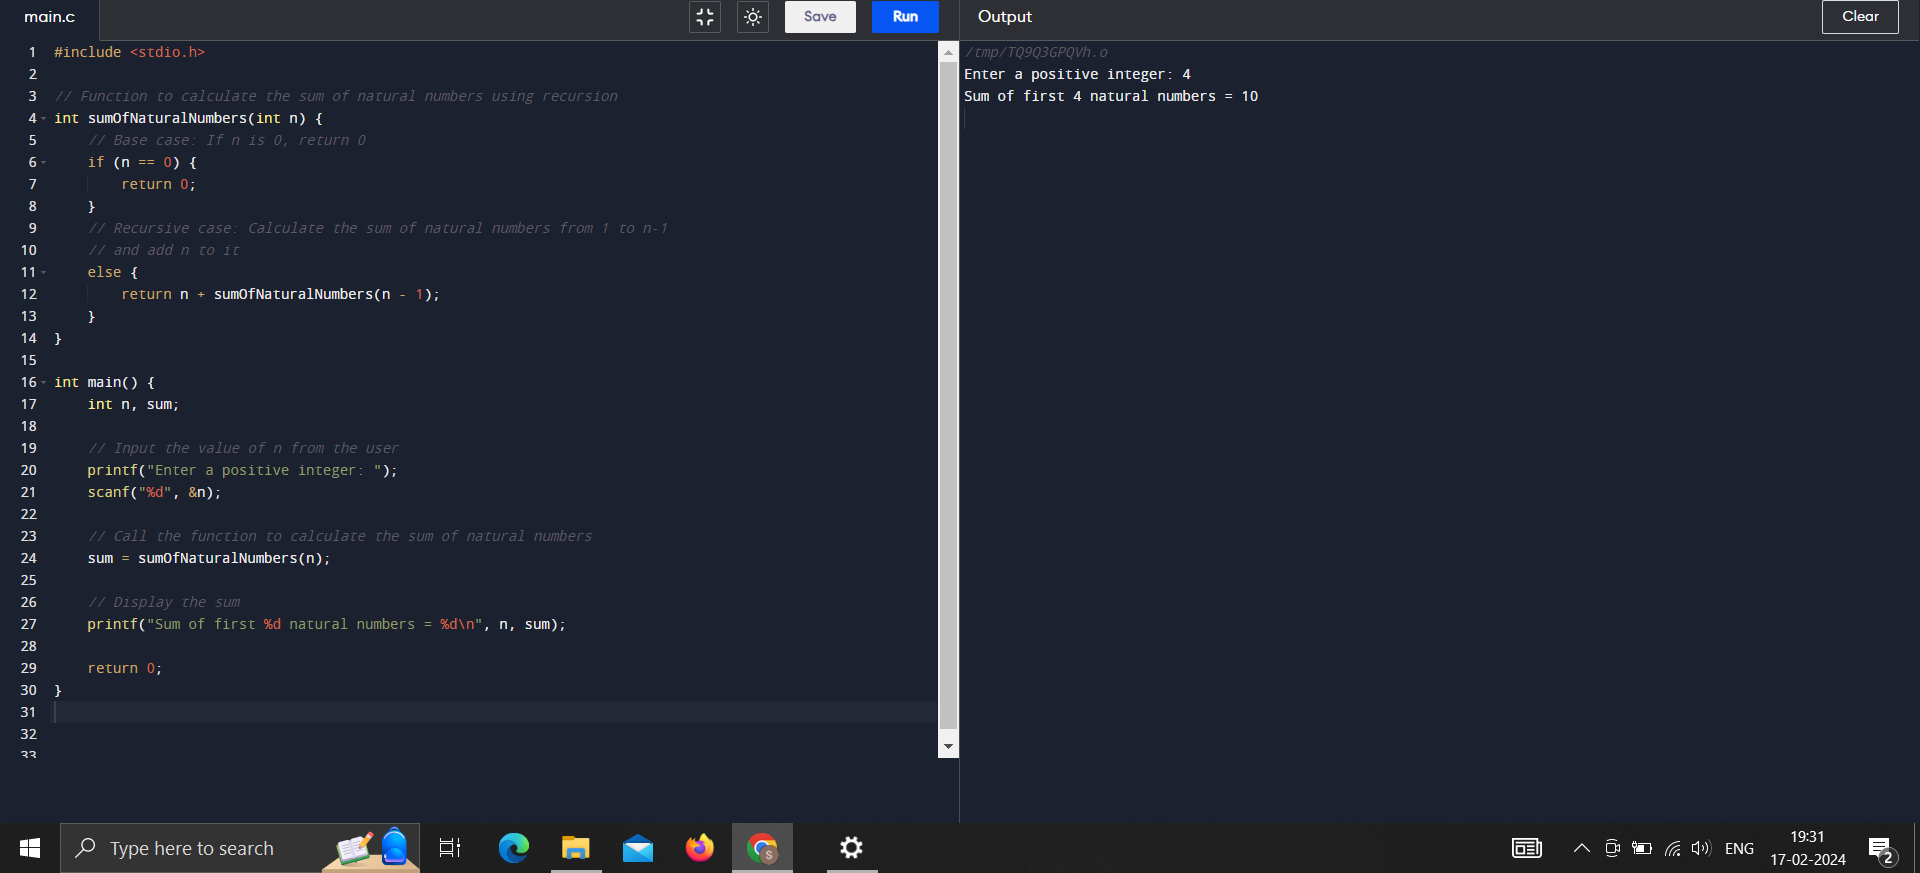 main.c
Save
Run
Output
Clear
1 #include <stdio.h>
2
3 // Function to calculate the sum of natural numbers using recursion
4 int sumOfNaturalNumbers(int n) {
5 // Base case: If n is 0, return 0
6 if (n == 0) {
7 return 0;
8 }
9 // Recursive case: Calculate the sum of natural numbers from 1 to n-1
10 // and add n to it
11 else {
12 return n + sumOfNaturalNumbers(n - 1);
13 }
14 }
15
16 int main() {
17 int n, sum;
18
19 // Input the value of n from the user
20 printf("Enter a positive integer: ");
21 scanf("%d", &n);
22
23 // Call the function to calculate the sum of natural numbers
24 sum = sumOfNaturalNumbers(n);
25
26 // Display the sum
27 printf("Sum of first %d natural numbers = %d\n", n, sum);
28
29 return 0;
30 }
31
32
33
/tmp/TQ9Q3GPQVh.o
Enter a positive integer: 4
Sum of first 4 natural numbers = 10
Type here to search
S
ENG
19:31
17-02-2024
2